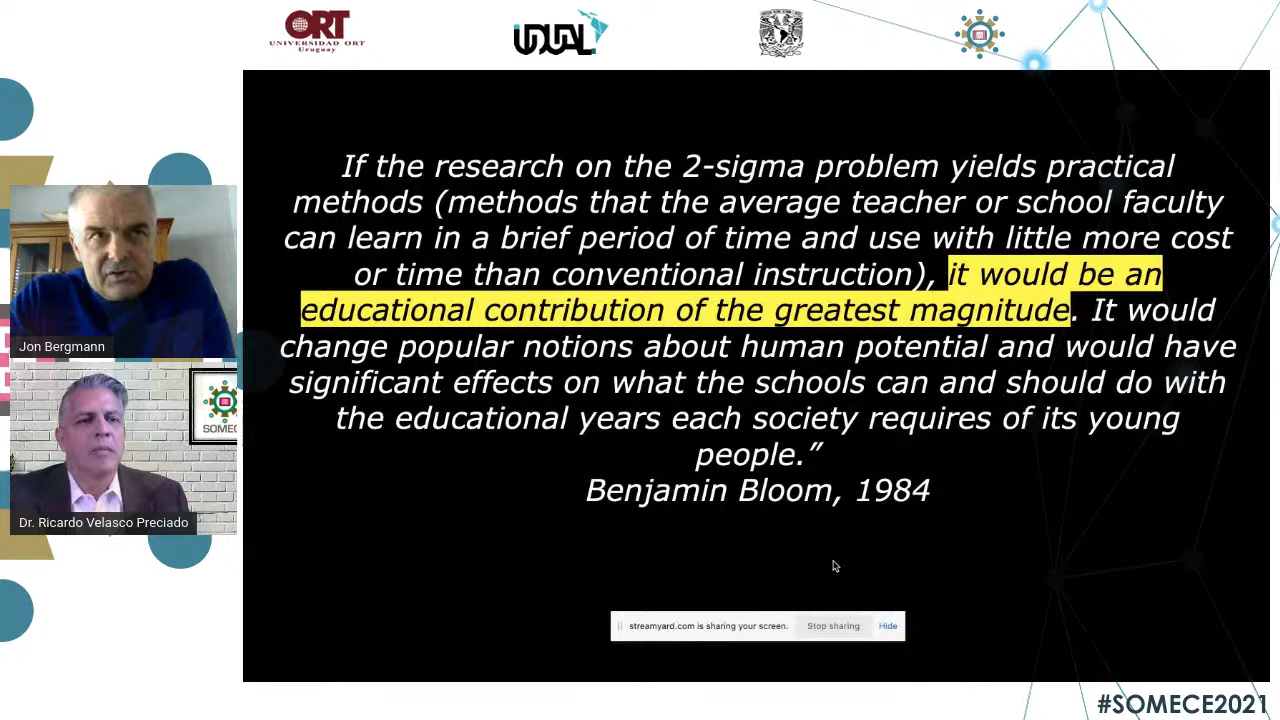 ORT
UNIVERSIDAD ORT
Uruguay
UDUAL
If the research on the 2-sigma problem yields practical
methods (methods that the average teacher or school faculty
can learn in a brief period of time and use with little more cost
or time than conventional instruction), it would be an
educational contribution of the greatest magnitude. It would
change popular notions about human potential and would have
significant effects on what the schools can and should do with
the educational years each society requires of its young
people.”
Benjamin Bloom, 1984
Jon Bergmann
SOMEC
Dr. Ricardo Velasco Preciado
streamyard.com is sharing your screen.
Stop sharing
Hide
#SOMECE2021